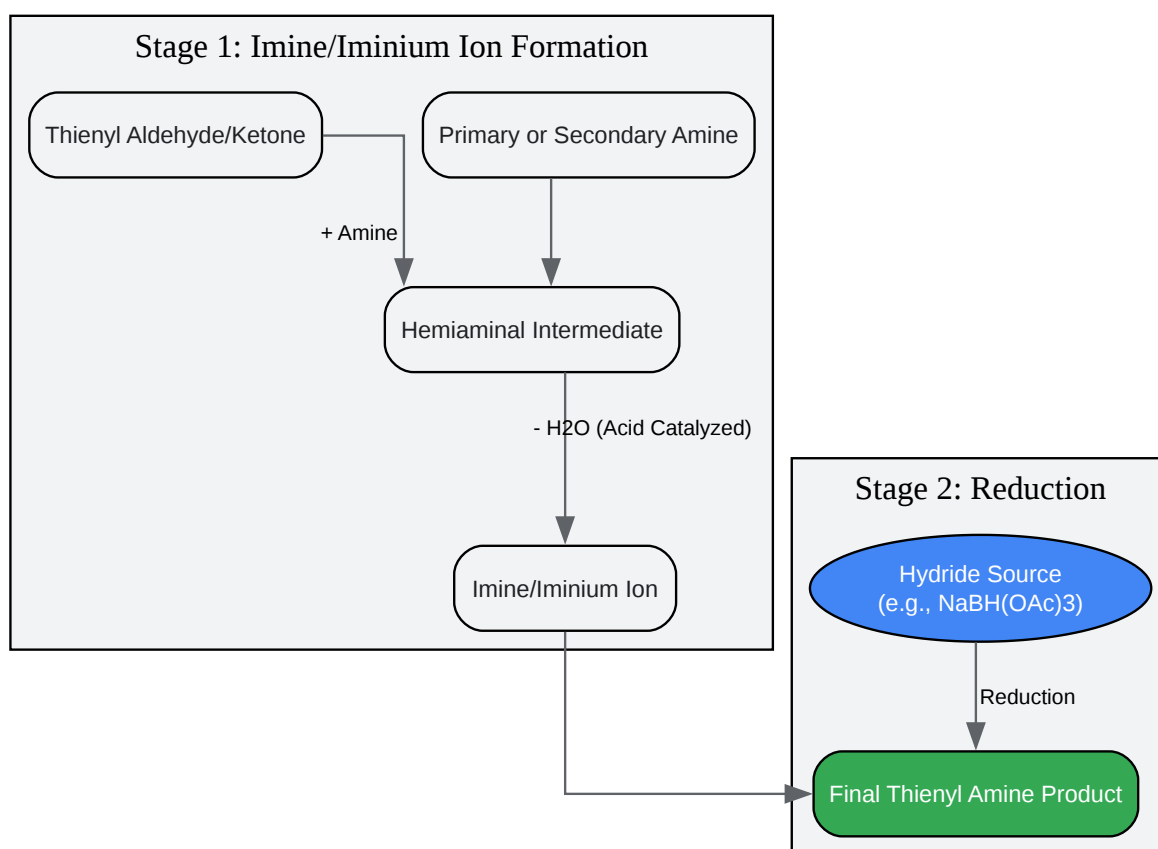 Stage 1: Imine/Iminium Ion Formation
Thienyl Aldehyde/Ketone
Primary or Secondary Amine
+ Amine
Hemiaminal Intermediate
- H2O (Acid Catalyzed)
Imine/Iminium Ion
Stage 2: Reduction
Hydride Source
(e.g., NaBH(OAc)3)
Reduction
Final Thienyl Amine Product